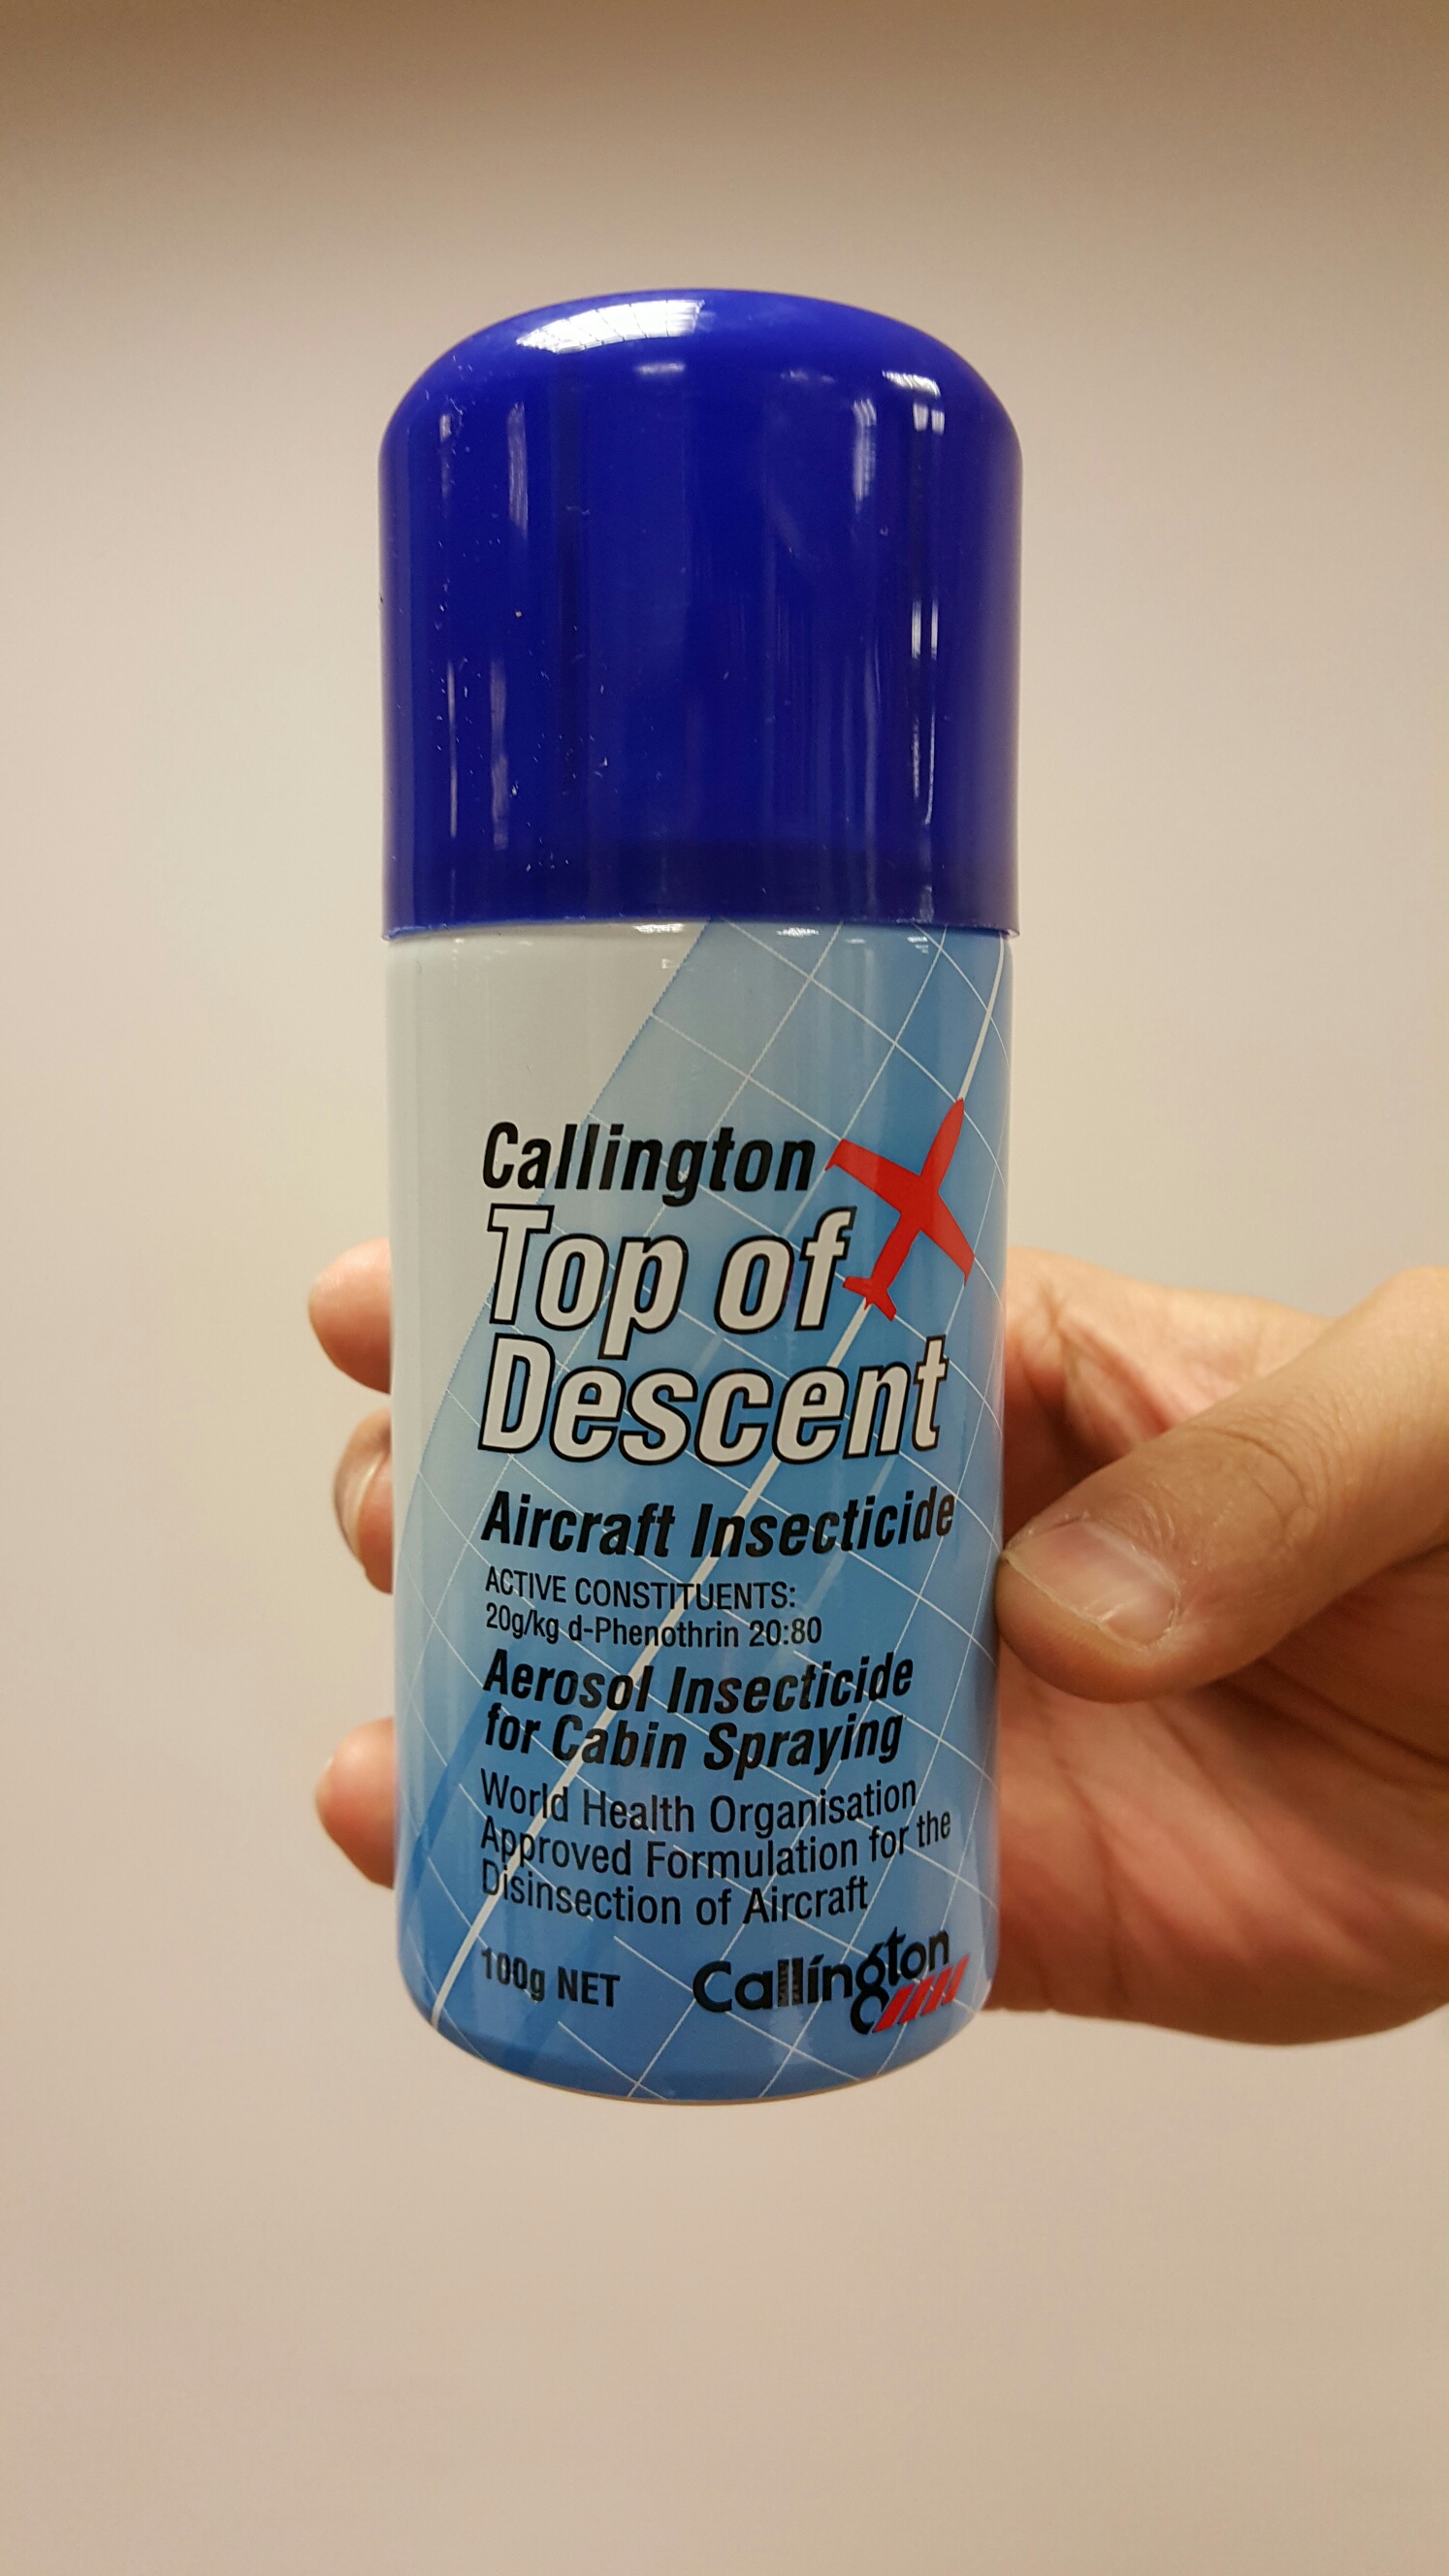 Callington
Top of
Descent
Aircraft Insecticide
ACTIVE CONSTITUENTS:
20g/kg d-Phenothrin 20:80
Aerosol Insecticide
for Cabin Spraying
World Health Organisation
Approved Formulation for the
Disinsection of Aircraft
100g NET
Callington